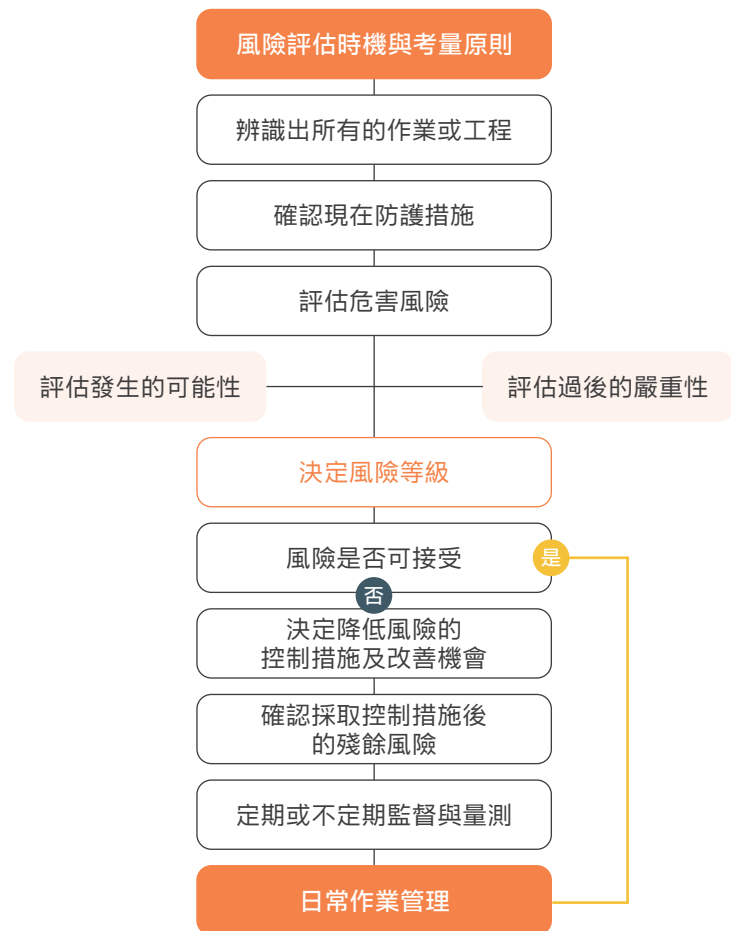 風險評估時機與考量原則
辨識出所有的作業或工程
確認現在防護措施
評估危害風險
評估發生的可能性
評估過後的嚴重性
決定風險等級
風險是否可接受
是
否
決定降低風險的
控制措施及改善機會
確認採取控制措施後
的殘餘風險
定期或不定期監督與量測
日常作業管理